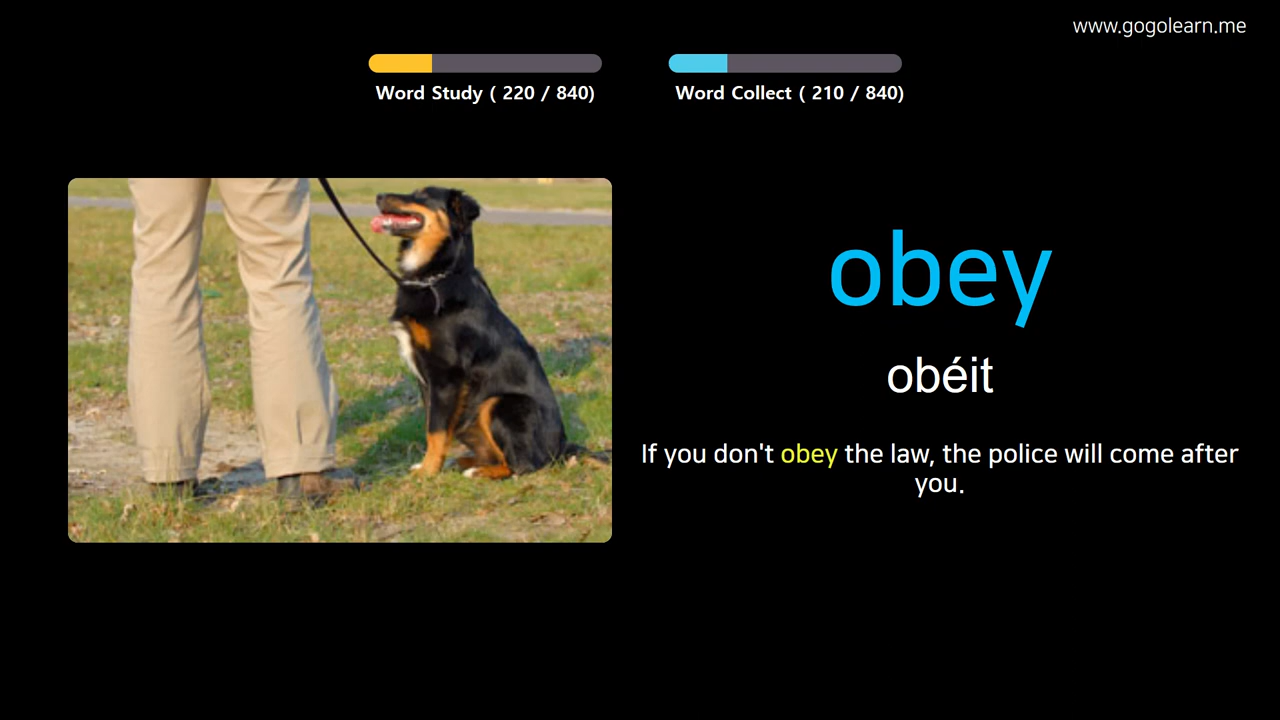 www.gogolearn.me
Word Study ( 220 / 840)
Word Collect ( 210 / 840)
obey
obéit
If you don't obey the law, the police will come after
you.